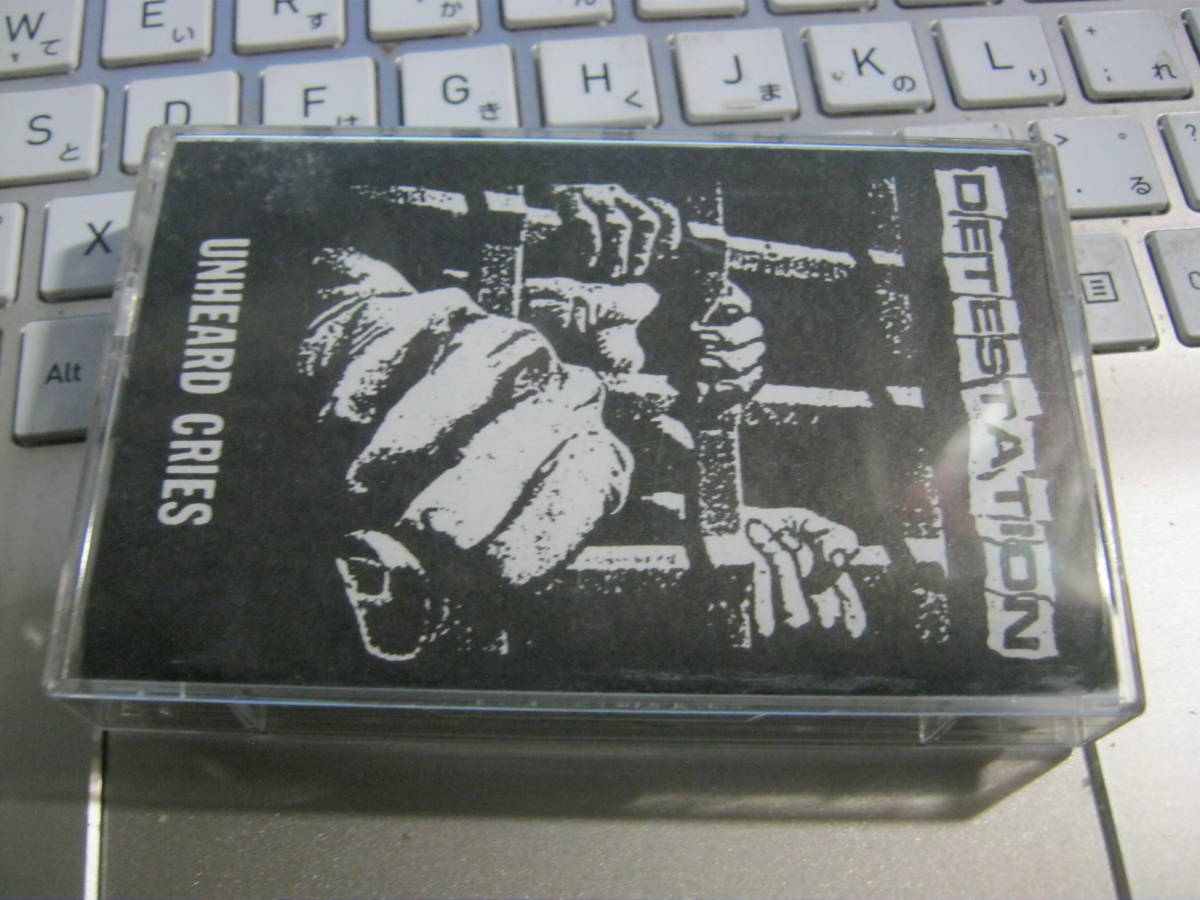 W て
E い
R す
か
S と
D
F は
G き
H く
J ま
K の
L り
+ ; れ
> 。 . る
?
X
Alt
DETESTATION
UNHEARD CRIES